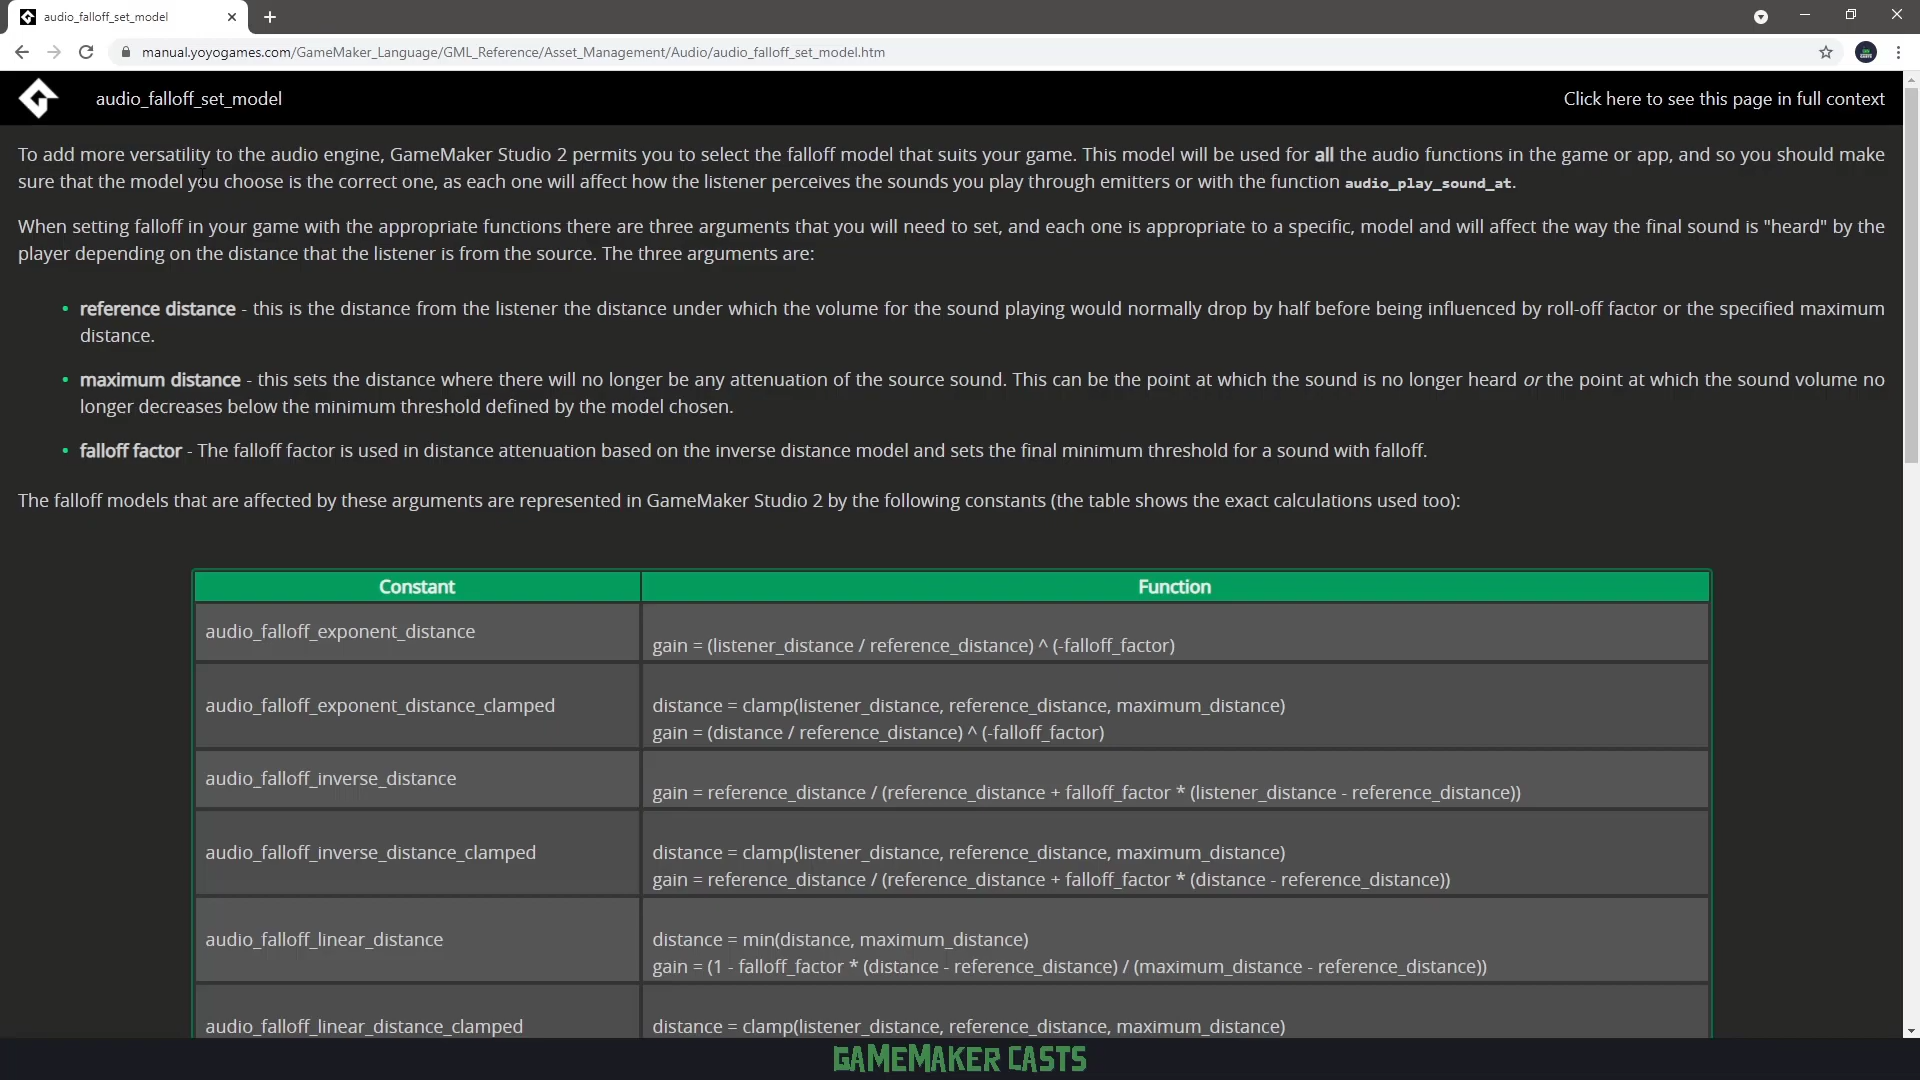 audio_falloff_set_model
manual.yoyogames.com/GameMaker_Language/GML_Reference/Asset_Management/Audio/audio_falloff_set_model.htm
audio_falloff_set_model
Click here to see this page in full context
To add more versatility to the audio engine, GameMaker Studio 2 permits you to select the falloff model that suits your game. This model will be used for all the audio functions in the game or app, and so you should make
sure that the model you choose is the correct one, as each one will affect how the listener perceives the sounds you play through emitters or with the function audio_play_sound_at.
When setting falloff in your game with the appropriate functions there are three arguments that you will need to set, and each one is appropriate to a specific, model and will affect the way the final sound is "heard" by the
player depending on the distance that the listener is from the source. The three arguments are:
• reference distance - this is the distance from the listener the distance under which the volume for the sound playing would normally drop by half before being influenced by roll-off factor or the specified maximum
distance.
• maximum distance - this sets the distance where there will no longer be any attenuation of the source sound. This can be the point at which the sound is no longer heard or the point at which the sound volume no
longer decreases below the minimum threshold defined by the model chosen.
• falloff factor - The falloff factor is used in distance attenuation based on the inverse distance model and sets the final minimum threshold for a sound with falloff.
The falloff models that are affected by these arguments are represented in GameMaker Studio 2 by the following constants (the table shows the exact calculations used too):
Constant
Function
audio_falloff_exponent_distance
gain = (listener_distance / reference_distance) ^ (-falloff_factor)
audio_falloff_exponent_distance_clamped
distance = clamp(listener_distance, reference_distance, maximum_distance)
gain = (distance / reference_distance) ^ (-falloff_factor)
audio_falloff_inverse_distance
gain = reference_distance / (reference_distance + falloff_factor * (listener_distance - reference_distance))
audio_falloff_inverse_distance_clamped
distance = clamp(listener_distance, reference_distance, maximum_distance)
gain = reference_distance / (reference_distance + falloff_factor * (distance - reference_distance))
audio_falloff_linear_distance
distance = min(distance, maximum_distance)
gain = (1 - falloff_factor * (distance - reference_distance) / (maximum_distance - reference_distance))
audio_falloff_linear_distance_clamped
distance = clamp(listener_distance, reference_distance, maximum_distance)
GAMEMAKER CASTS